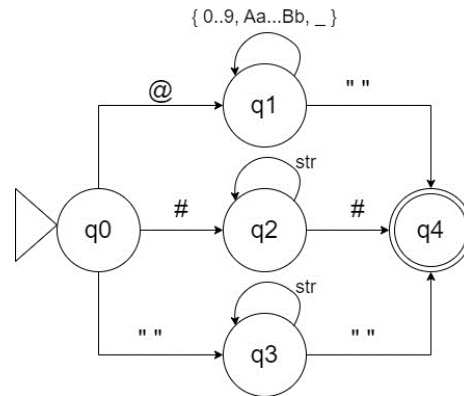 { 0..9, Aa...Bb, _ }
@
q1
" "
str
q0
#
q2
#
q4
str
" "
q3
" "